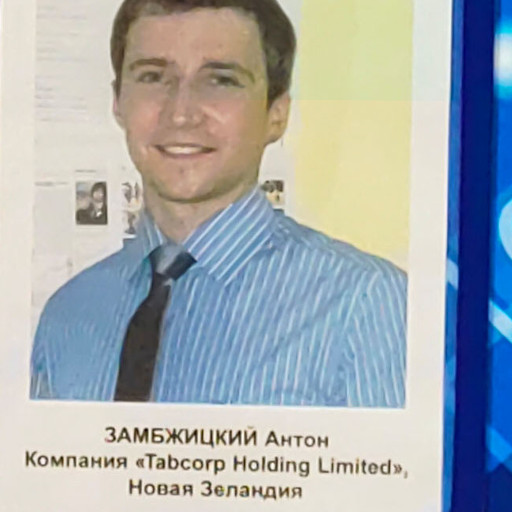 ЗАМБЖИЦКИЙ Антон
Компания «Tabcorp Holding Limited»,
Новая Зеландия